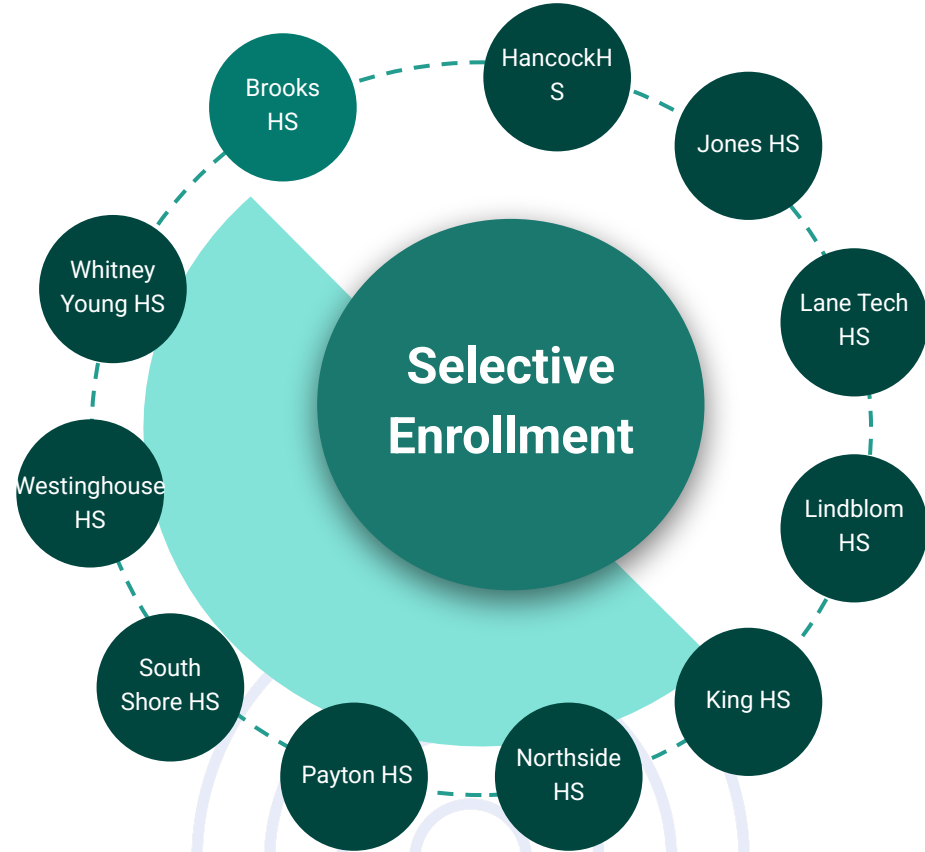 Brooks
HS
HancockH
S
Jones HS
Lane Tech
HS
Lindblom
HS
King HS
Northside
HS
Payton HS
South
Shore HS
Westinghouse
HS
Whitney
Young HS
Selective
Enrollment